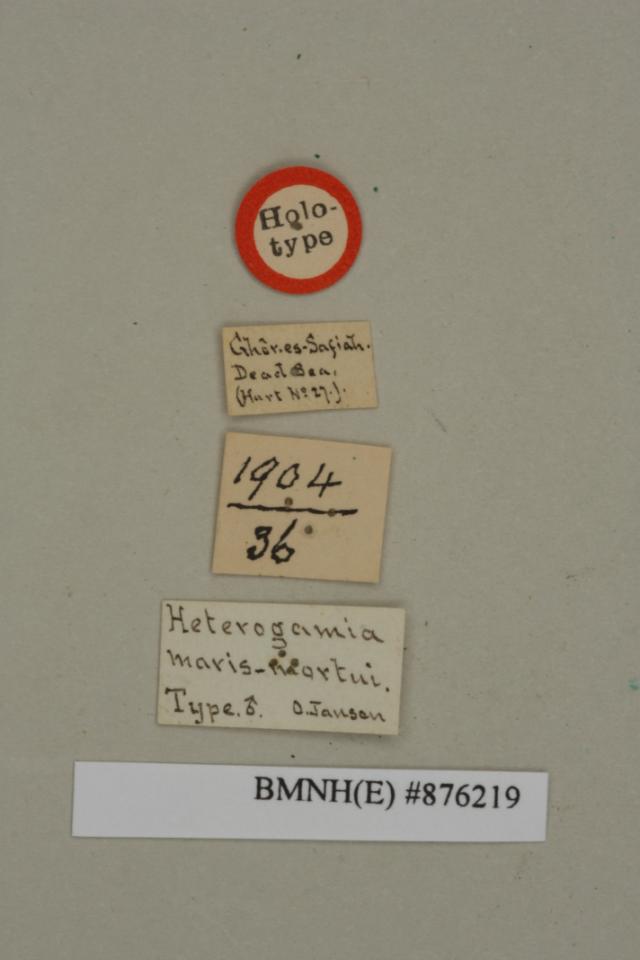 Holo-
type
Ghôr-es-Safiah.
Dead Sea.
(Hart No 27.).
1904
36
Heterogamia
maris-mortui.
Type. ♂. O. Janson
BMNH(E) #876219